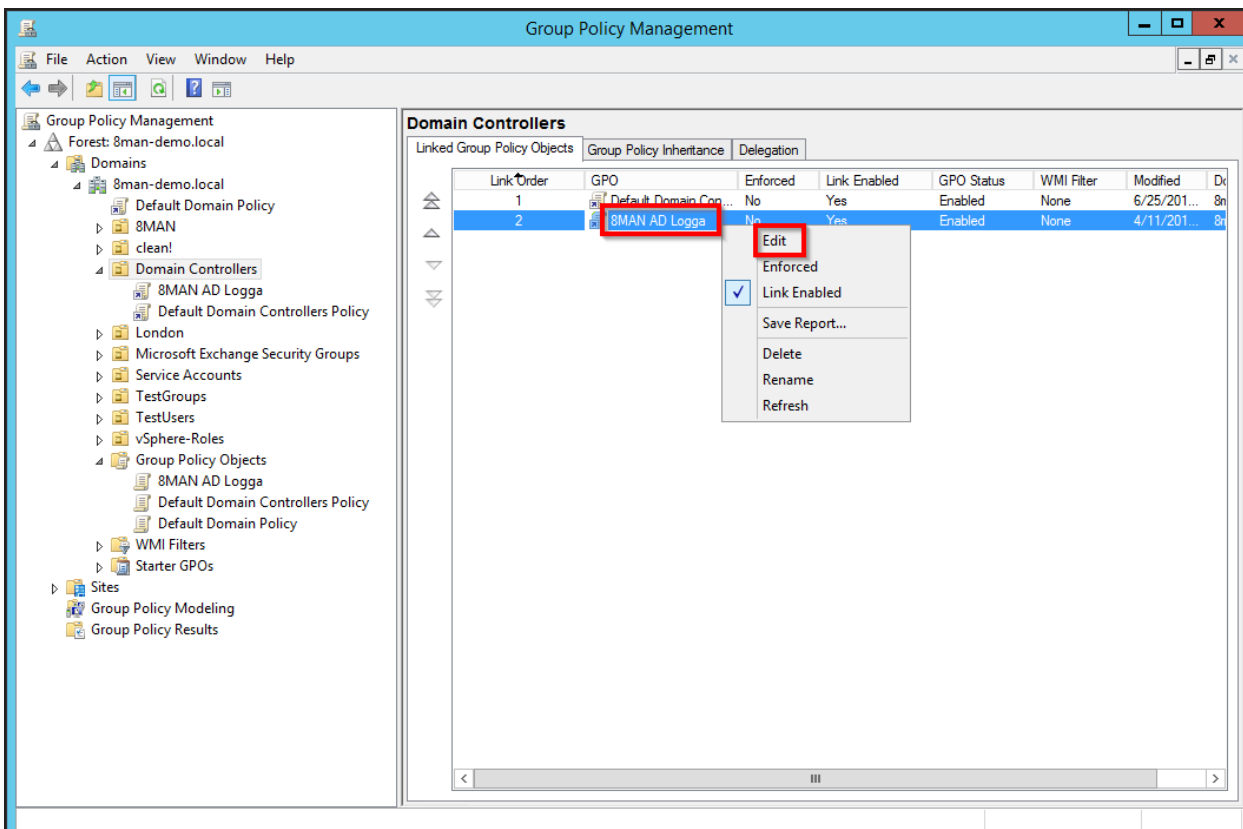 Group Policy Management
File Action View Window Help
Group Policy Management
Forest: 8man-demo.local
Domains
8man-demo.local
Default Domain Policy
8MAN
clean!
Domain Controllers
8MAN AD Logga
Default Domain Controllers Policy
London
Microsoft Exchange Security Groups
Service Accounts
TestGroups
TestUsers
vSphere-Roles
Group Policy Objects
8MAN AD Logga
Default Domain Controllers Policy
Default Domain Policy
WMI Filters
Starter GPOs
Sites
Group Policy Modeling
Group Policy Results
Domain Controllers
Linked Group Policy Objects Group Policy Inheritance Delegation
Link Order GPO Enforced Link Enabled GPO Status WMI Filter Modified Do
1 Default Domain Con... No Yes Enabled None 6/25/201... 8n
2 8MAN AD Logga No Yes Enabled None 4/11/201... 8n
Edit
Enforced
Link Enabled
Save Report...
Delete
Rename
Refresh